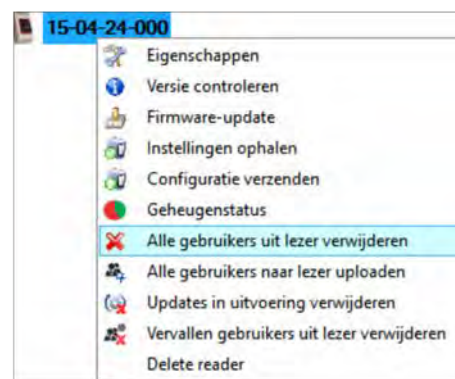 15-04-24-000
Eigenschappen
Versie controleren
Firmware-update
Instellingen ophalen
Configuratie verzenden
Geheugenstatus
Alle gebruikers uit lezer verwijderen
Alle gebruikers naar lezer uploaden
Updates in uitvoering verwijderen
Vervallen gebruikers uit lezer verwijderen
Delete reader